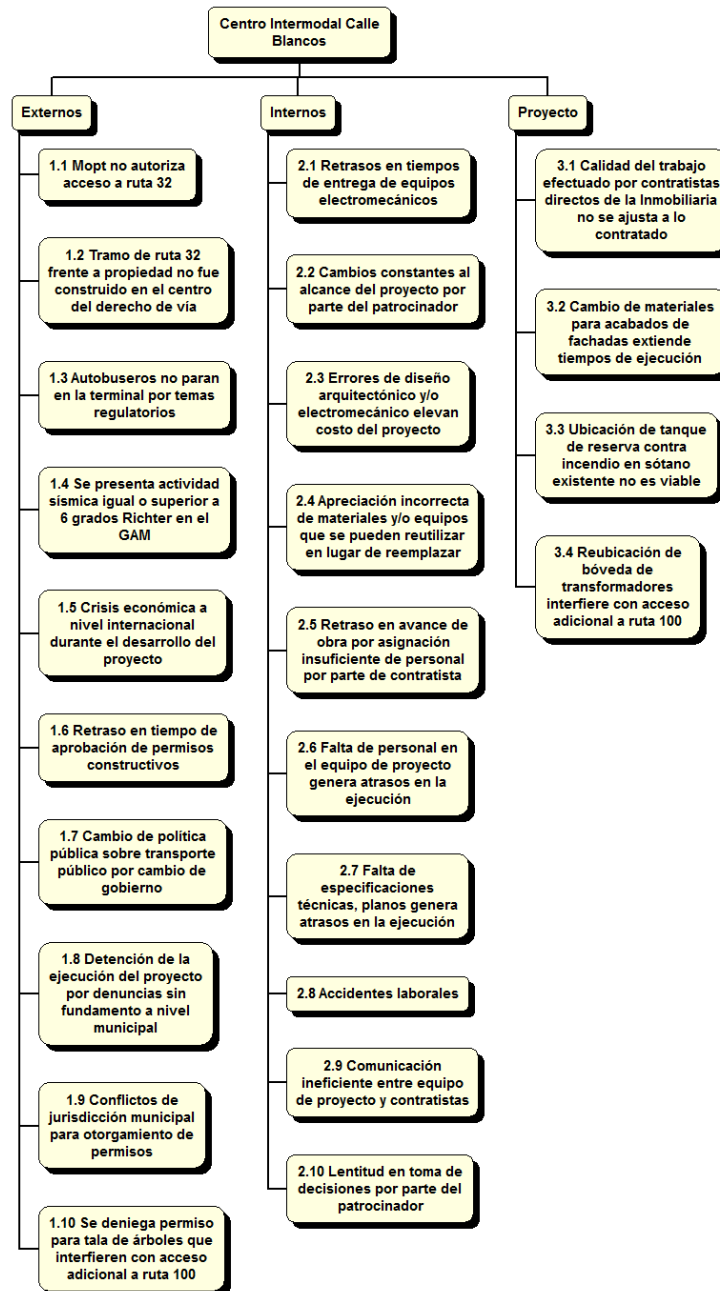 Centro Intermodal Calle
Blancos
Externos
1.1 Mopt no autoriza
acceso a ruta 32
1.2 Tramo de ruta 32
frente a propiedad no fue
construido en el centro
del derecho de vía
1.3 Autobuseros no paran
en la terminal por temas
regulatorios
1.4 Se presenta actividad
sísmica igual o superior a
6 grados Richter en el
GAM
1.5 Crisis económica a
nivel internacional
durante el desarrollo del
proyecto
1.6 Retraso en tiempo de
aprobación de permisos
constructivos
1.7 Cambio de política
pública sobre transporte
público por cambio de
gobierno
1.8 Detención de la
ejecución del proyecto
por denuncias sin
fundamento a nivel
municipal
1.9 Conflictos de
jurisdicción municipal
para otorgamiento de
permisos
1.10 Se deniega permiso
para tala de árboles que
interfieren con acceso
adicional a ruta 100
Internos
2.1 Retrasos en tiempos
de entrega de equipos
electromecánicos
2.2 Cambios constantes al
alcance del proyecto por
parte del patrocinador
2.3 Errores de diseño
arquitectónico y/o
electromecánico elevan
costo del proyecto
2.4 Apreciación incorrecta
de materiales y/o equipos
que se pueden reutilizar
en lugar de reemplazar
2.5 Retraso en avance de
obra por asignación
insuficiente de personal
por parte de contratista
2.6 Falta de personal en
el equipo de proyecto
genera atrasos en la
ejecución
2.7 Falta de
especificaciones
técnicas, planos genera
atrasos en la ejecución
2.8 Accidentes laborales
2.9 Comunicación
ineficiente entre equipo
de proyecto y contratistas
2.10 Lentitud en toma de
decisiones por parte del
patrocinador
Proyecto
3.1 Calidad del trabajo
efectuado por contratistas
directos de la Inmobiliaria
no se ajusta a lo
contratado
3.2 Cambio de materiales
para acabados de
fachadas extiende
tiempos de ejecución
3.3 Ubicación de tanque
de reserva contra
incendio en sótano
existente no es viable
3.4 Reubicación de
bóveda de
transformadores
interfiere con acceso
adicional a ruta 100